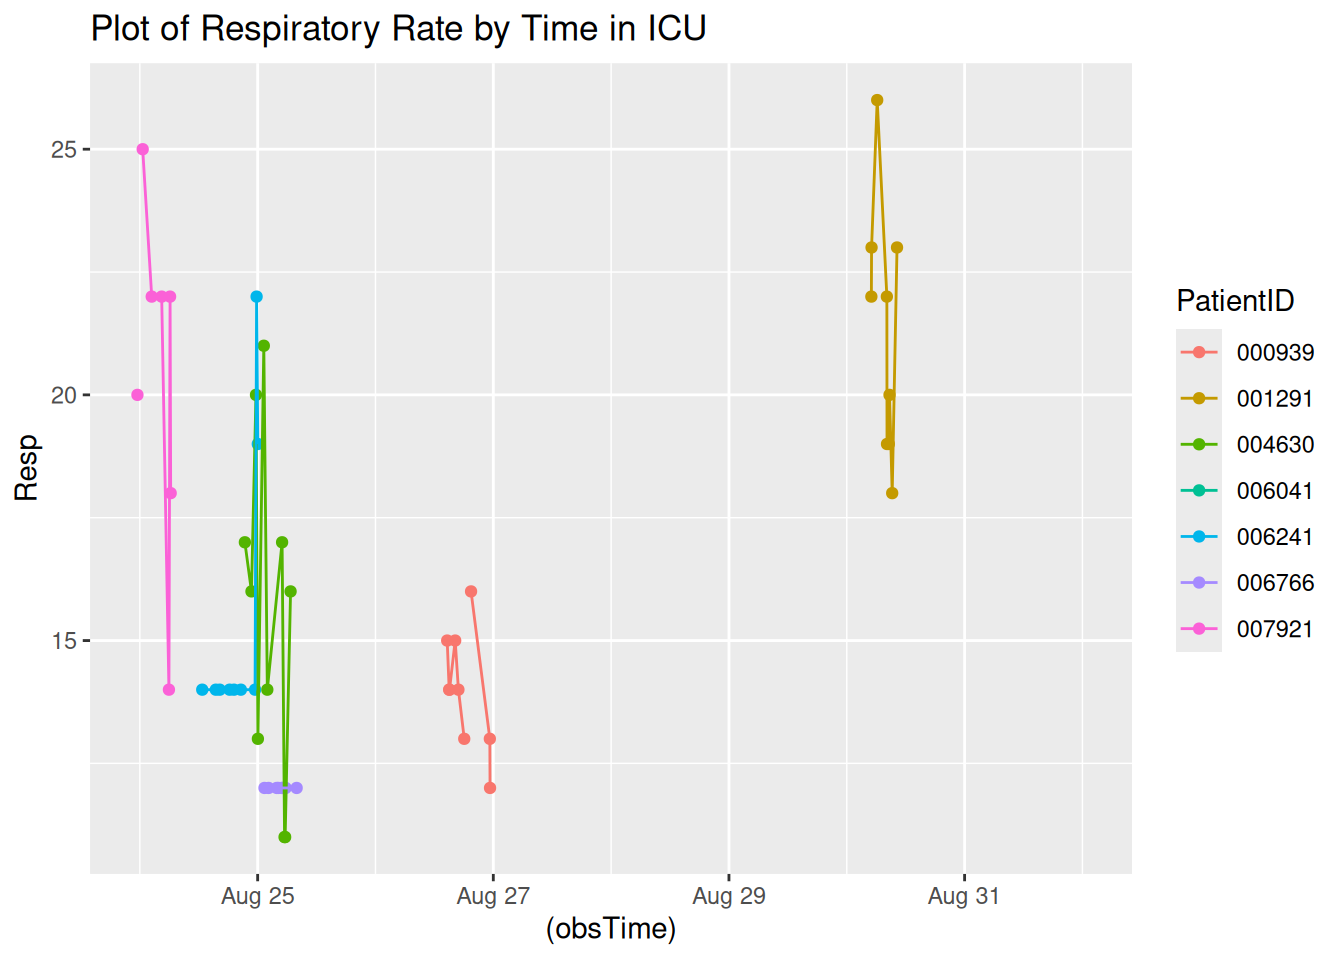 Plot of Respiratory Rate by Time in ICU
25
20
15
Resp
Aug 25
Aug 27
Aug 29
Aug 31
(obsTime)
PatientID
000939
001291
004630
006041
006241
006766
007921